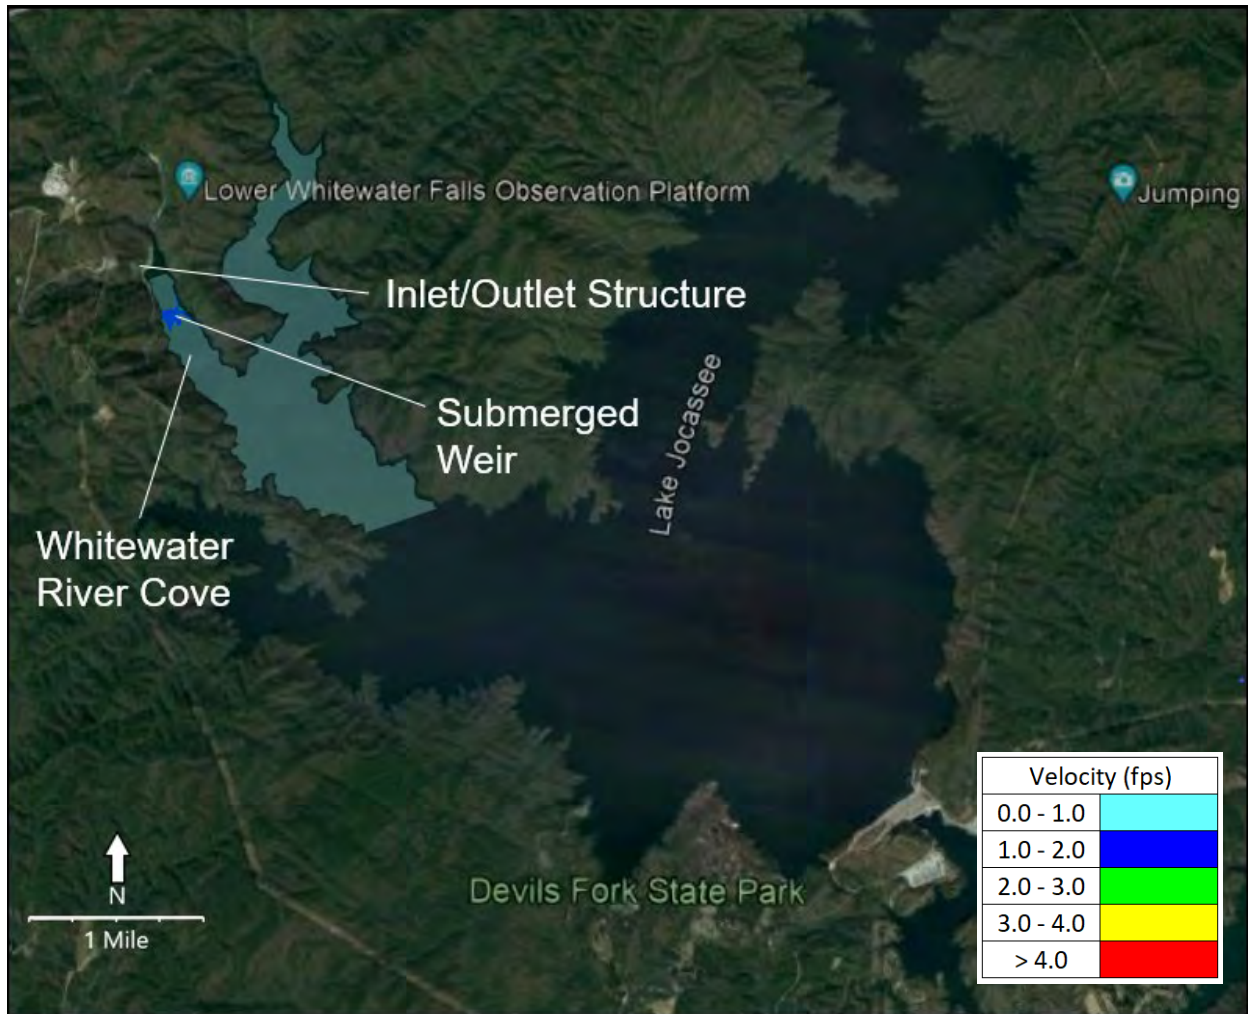 Lower Whitewater Falls Observation Platform
Jumping
Inlet/Outlet Structure
Lake Jocassee
Submerged
Weir
Whitewater
River Cove
Velocity (fps)
0.0 - 1.0
1.0 - 2.0
2.0 - 3.0
3.0 - 4.0
> 4.0
N
1 Mile
Devils Fork State Park